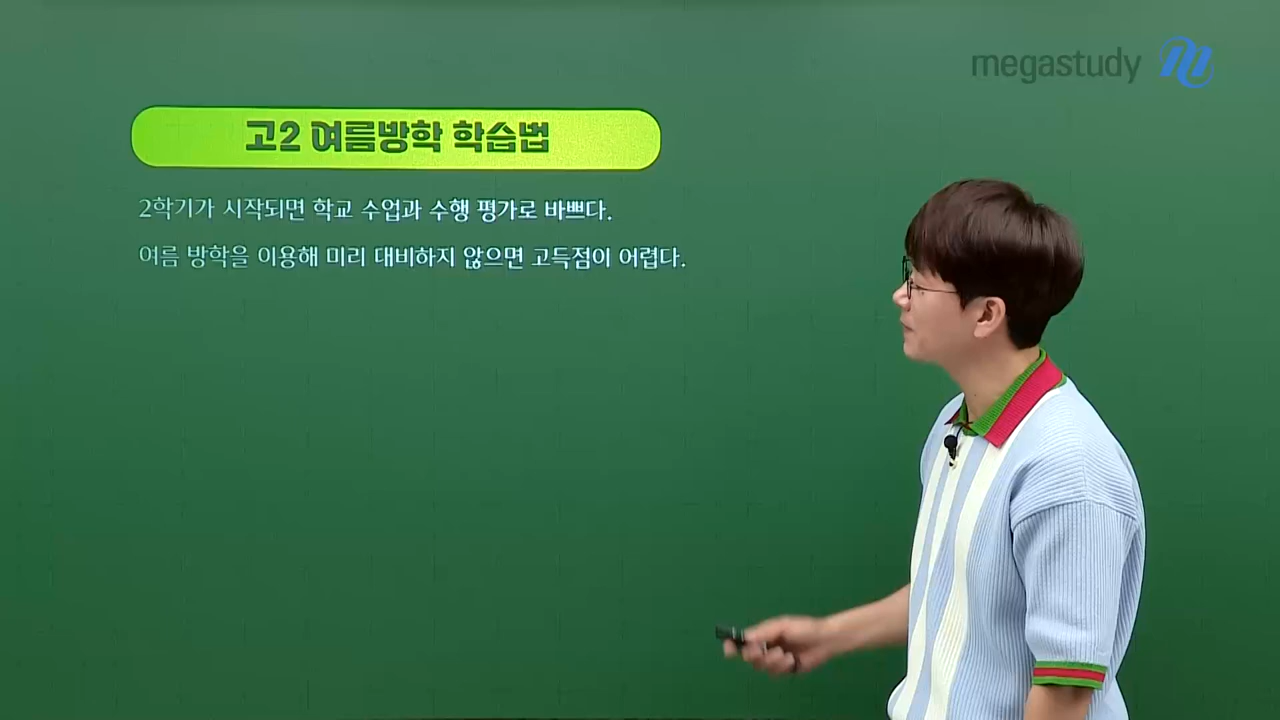 megastudy
고2 여름방학 학습법
2학기가 시작되면 학교 수업과 수행 평가로 바쁘다.
여름 방학을 이용해 미리 대비하지 않으면 고득점이 어렵다.